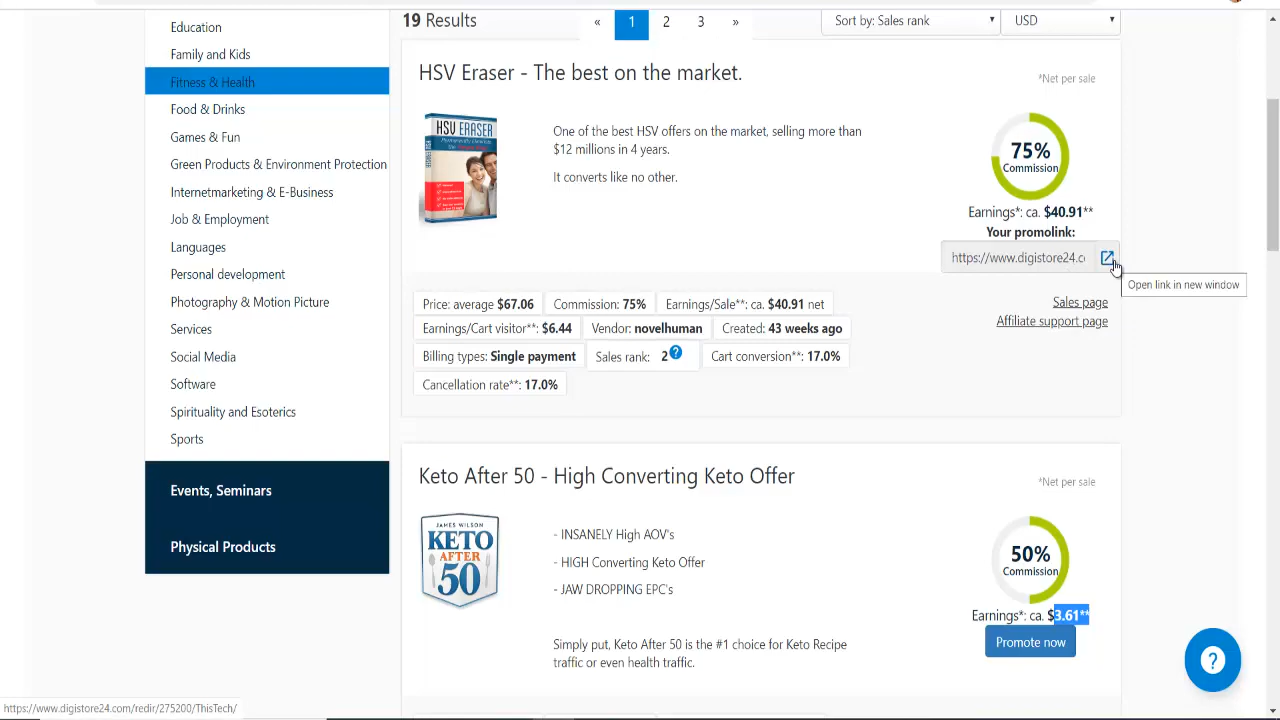 Education
Family and Kids
Fitness & Health
Food & Drinks
Games & Fun
Green Products & Environment Protection
Internetmarketing & E-Business
Job & Employment
Languages
Personal development
Photography & Motion Picture
Services
Social Media
Software
Spirituality and Esoterics
Sports
Events, Seminars
Physical Products
19 Results
« 1 2 3 »
Sort by: Sales rank
USD
HSV Eraser - The best on the market.
*Net per sale
HSV ERASER
One of the best HSV offers on the market, selling more than
$12 millions in 4 years.
It converts like no other.
75%
Commission
Earnings*: ca. $40.91**
Your promolink:
https://www.digistore24.c
Open link in new window
Sales page
Affiliate support page
Price: average $67.06
Commission: 75%
Earnings/Sale**: ca. $40.91 net
Earnings/Cart visitor**: $6.44
Vendor: novelhuman
Created: 43 weeks ago
Billing types: Single payment
Sales rank: 2 ?
Cart conversion**: 17.0%
Cancellation rate**: 17.0%
Keto After 50 - High Converting Keto Offer
*Net per sale
JAMES WILSON
KETO
AFTER
50
- INSANELY High AOV's
- HIGH Converting Keto Offer
- JAW DROPPING EPC's
Simply put, Keto After 50 is the #1 choice for Keto Recipe
traffic or even health traffic.
50%
Commission
Earnings*: ca. $3.61**
Promote now
?
https://www.digistore24.com/redir/275200/ThisTech/